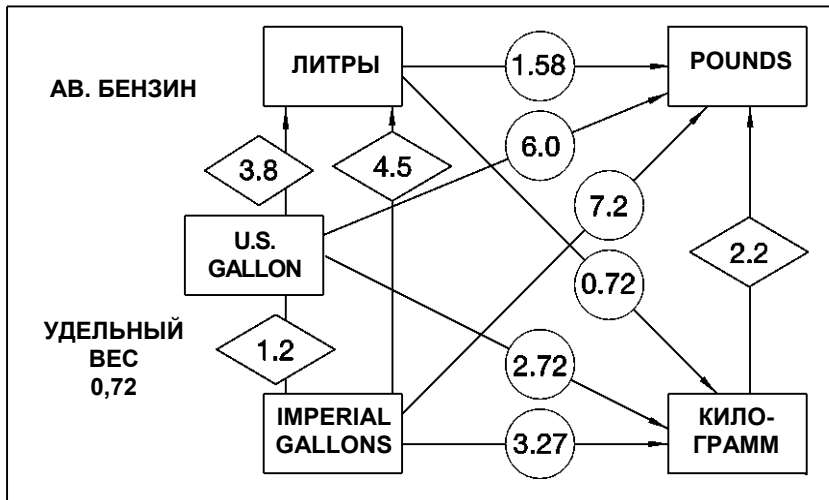 ЛИТРЫ
1.58
POUNDS
АВ. БЕНЗИН
6.0
3.8
4.5
7.2
U.S.
GALLON
2.2
0.72
УДЕЛЬНЫЙ
ВЕС
0,72
1.2
2.72
IMPERIAL
GALLONS
3.27
КИЛО-
ГРАММ